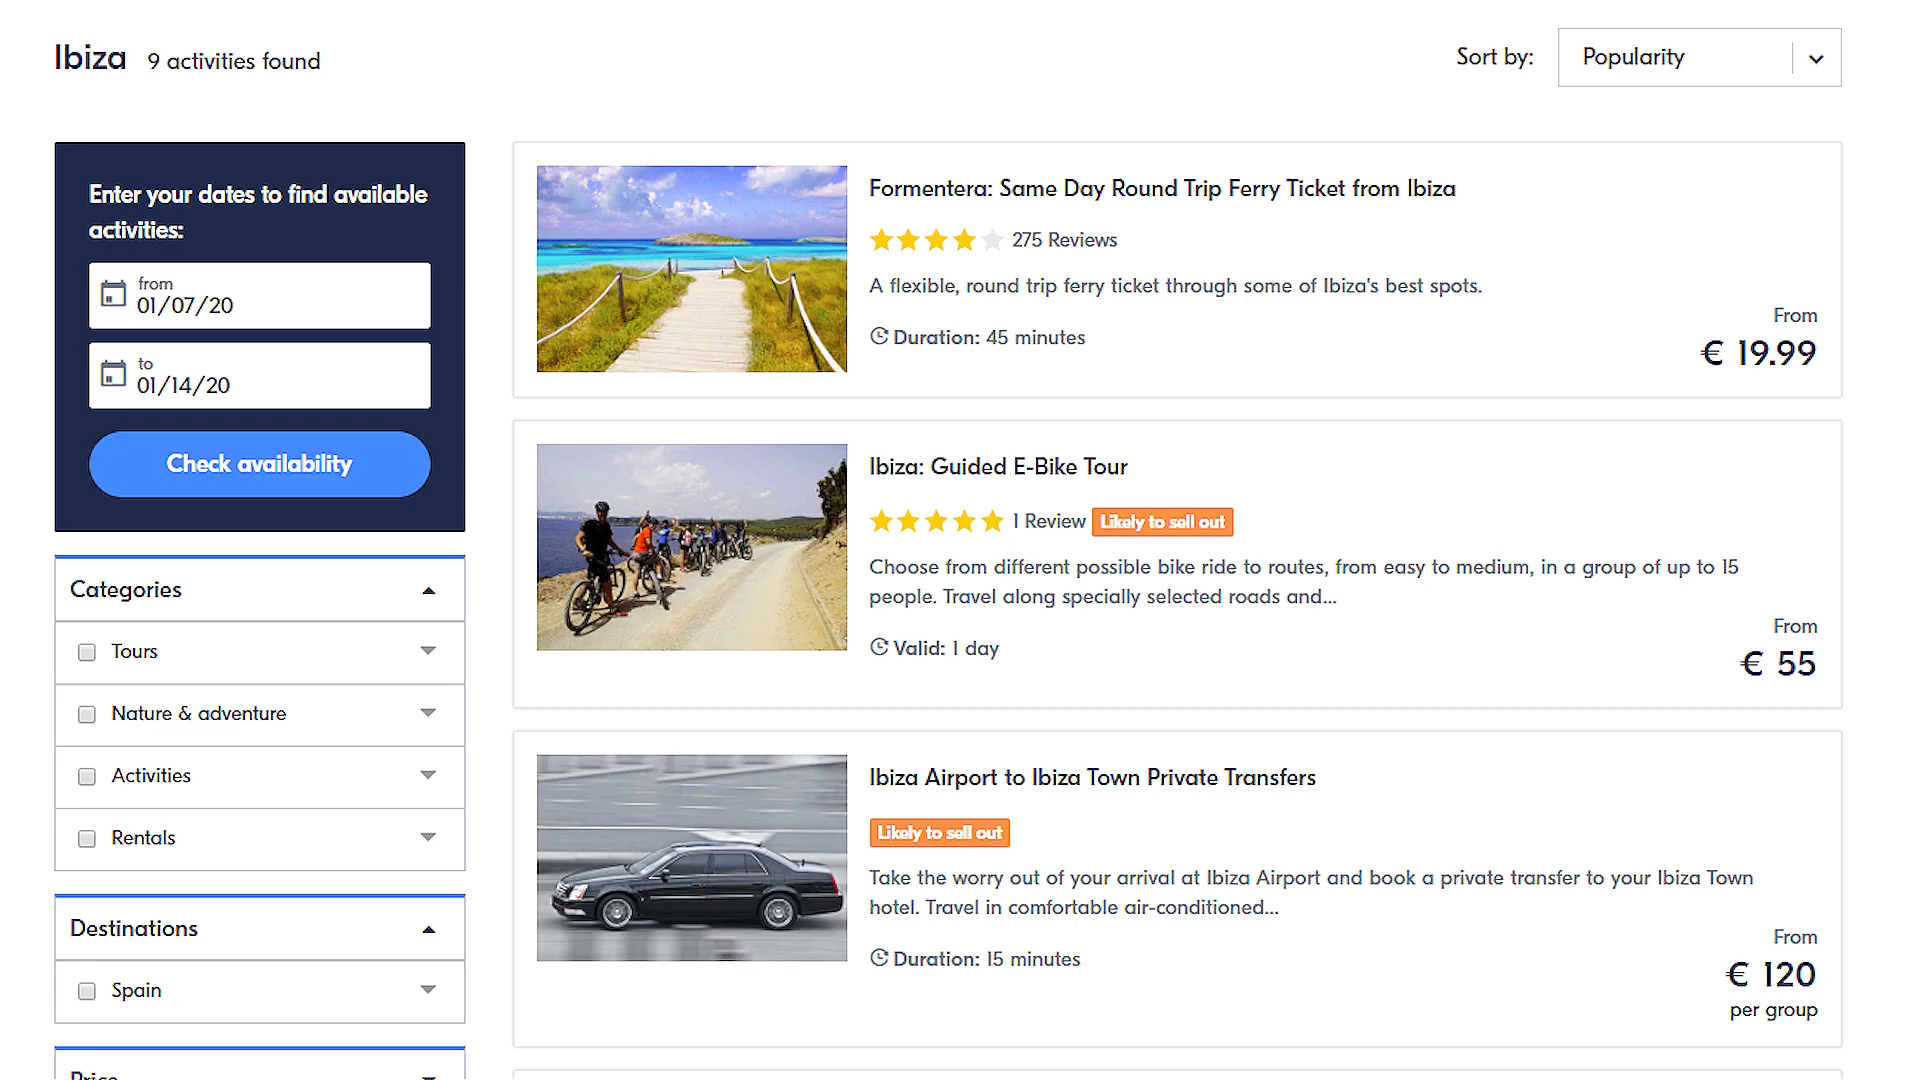 Ibiza 9 activities found
Sort by: Popularity
Enter your dates to find available
activities:
from
01/07/20
to
01/14/20
Check availability
Categories
Tours
Nature & adventure
Activities
Rentals
Destinations
Spain
Price
Formentera: Same Day Round Trip Ferry Ticket from Ibiza
275 Reviews
A flexible, round trip ferry ticket through some of Ibiza's best spots.
Duration: 45 minutes
From
€ 19.99
Ibiza: Guided E-Bike Tour
1 Review Likely to sell out
Choose from different possible bike ride to routes, from easy to medium, in a group of up to 15
people. Travel along specially selected roads and...
Valid: 1 day
From
€ 55
Ibiza Airport to Ibiza Town Private Transfers
Likely to sell out
Take the worry out of your arrival at Ibiza Airport and book a private transfer to your Ibiza Town
hotel. Travel in comfortable air-conditioned...
Duration: 15 minutes
From
€ 120
per group